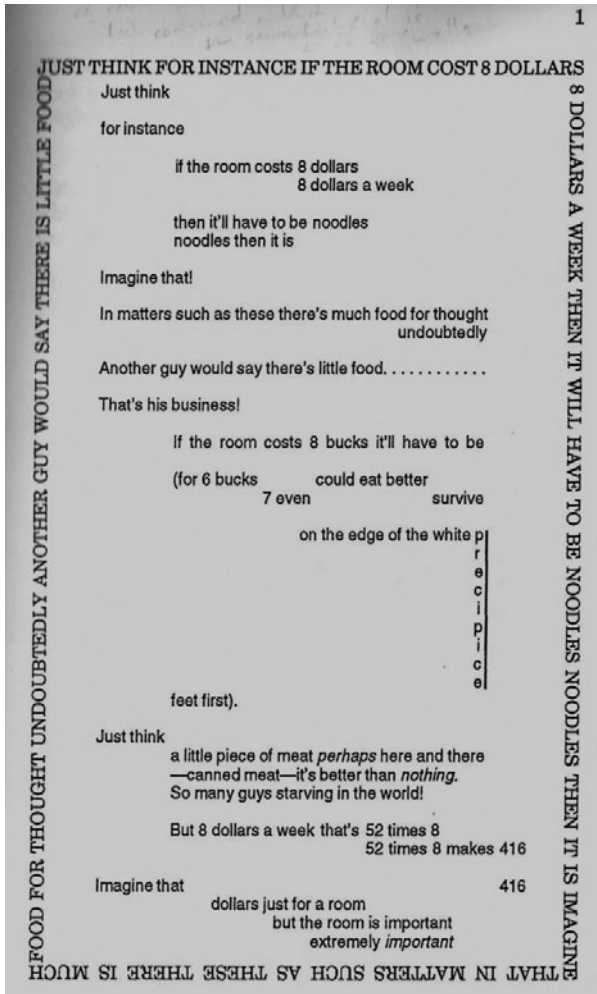 1
JUST THINK FOR INSTANCE IF THE ROOM COST 8 DOLLARS
8 DOLLARS A WEEK THEN IT WILL HAVE TO BE NOODLES NOODLES THEN IT IS IMAGINE
THAT IN MATTERS SUCH AS THESE THERE IS MUCH
FOOD FOR THOUGHT UNDOUBTEDLY ANOTHER GUY WOULD SAY THERE IS LITTLE FOOD
Just think
for instance
if the room costs 8 dollars
8 dollars a week
then it'll have to be noodles
noodles then it is
Imagine that!
In matters such as these there's much food for thought
undoubtedly
Another guy would say there's little food. . . . . . . . . . . .
That's his business!
If the room costs 8 bucks it'll have to be
(for 6 bucks could eat better
7 even survive
on the edge of the white p
r
e
c
i
p
i
c
e
feet first).
Just think
a little piece of meat perhaps here and there
—canned meat—it's better than nothing.
So many guys starving in the world!
But 8 dollars a week that's 52 times 8
52 times 8 makes 416
Imagine that 416
dollars just for a room
but the room is important
extremely important